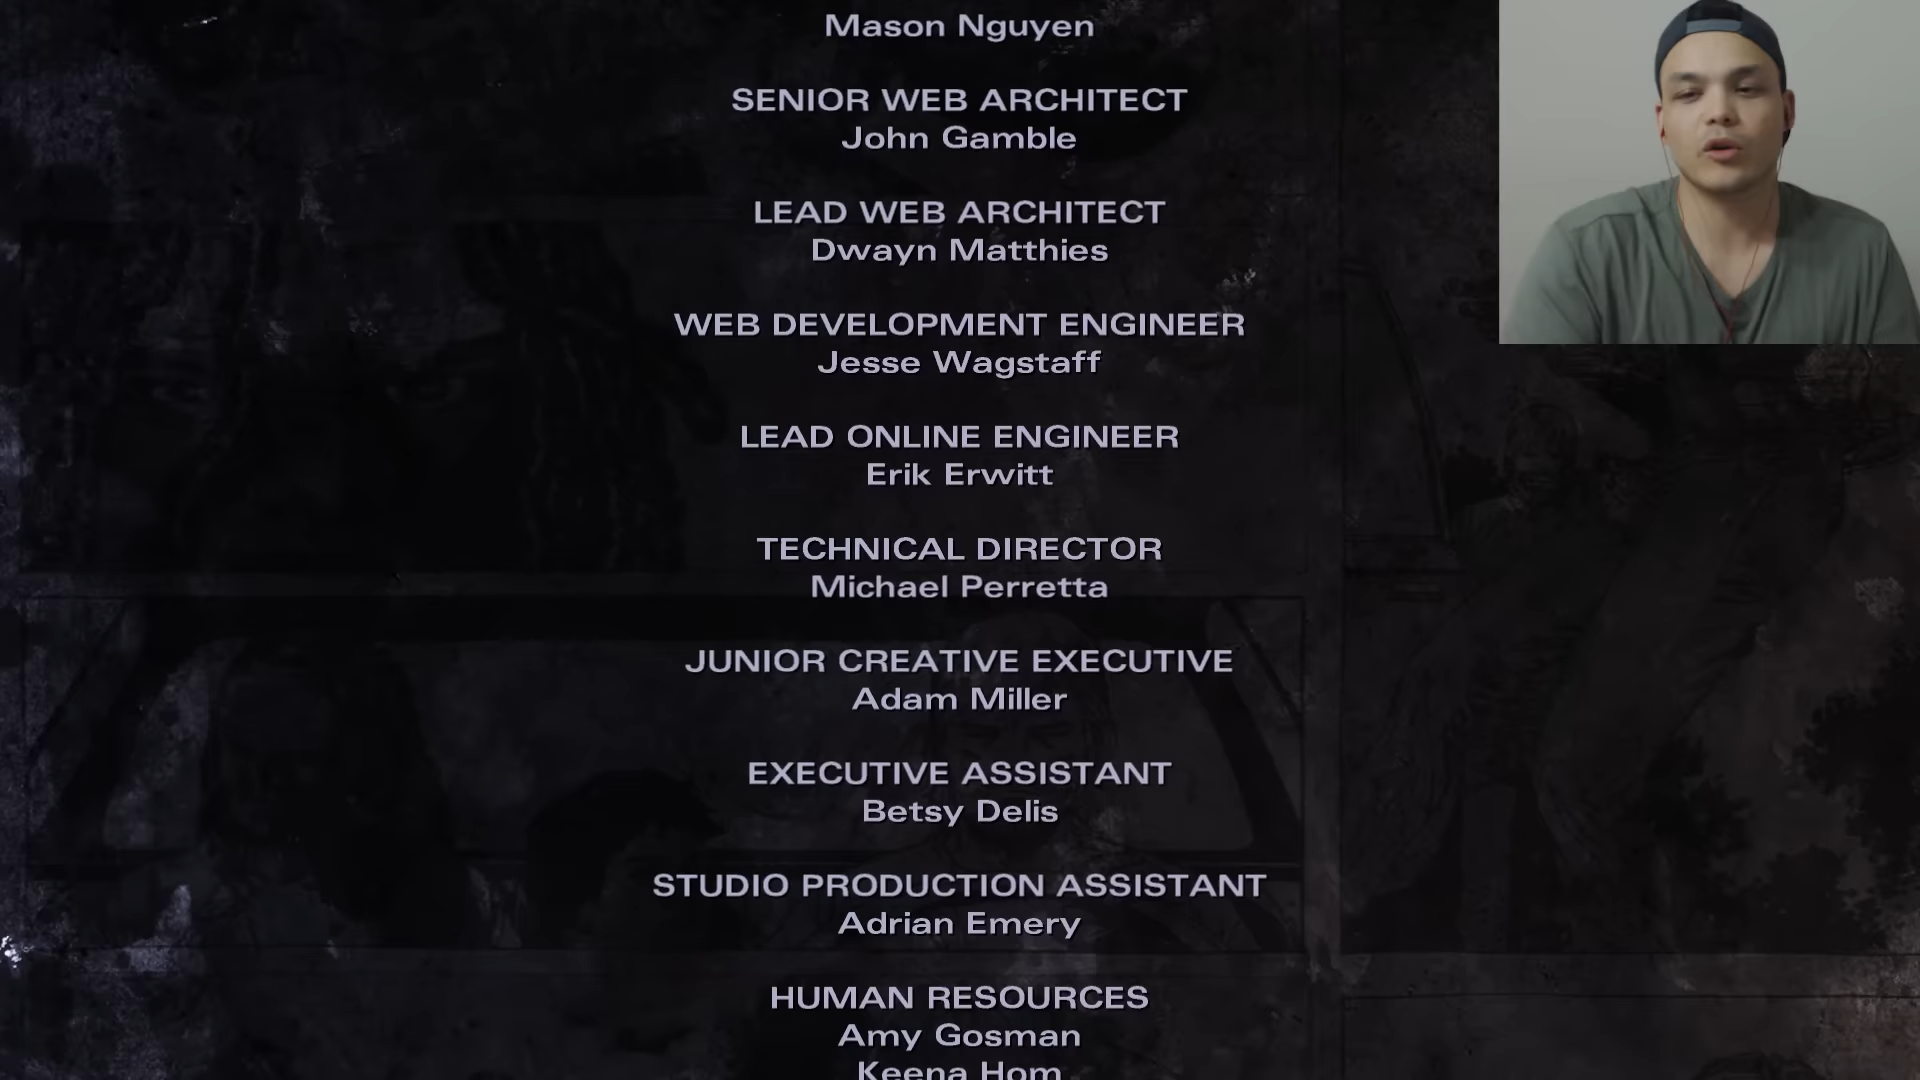 Mason Nguyen
SENIOR WEB ARCHITECT
John Gamble
LEAD WEB ARCHITECT
Dwayn Matthies
WEB DEVELOPMENT ENGINEER
Jesse Wagstaff
LEAD ONLINE ENGINEER
Erik Erwitt
TECHNICAL DIRECTOR
Michael Perretta
JUNIOR CREATIVE EXECUTIVE
Adam Miller
EXECUTIVE ASSISTANT
Betsy Delis
STUDIO PRODUCTION ASSISTANT
Adrian Emery
HUMAN RESOURCES
Amy Gosman
Keena Hom